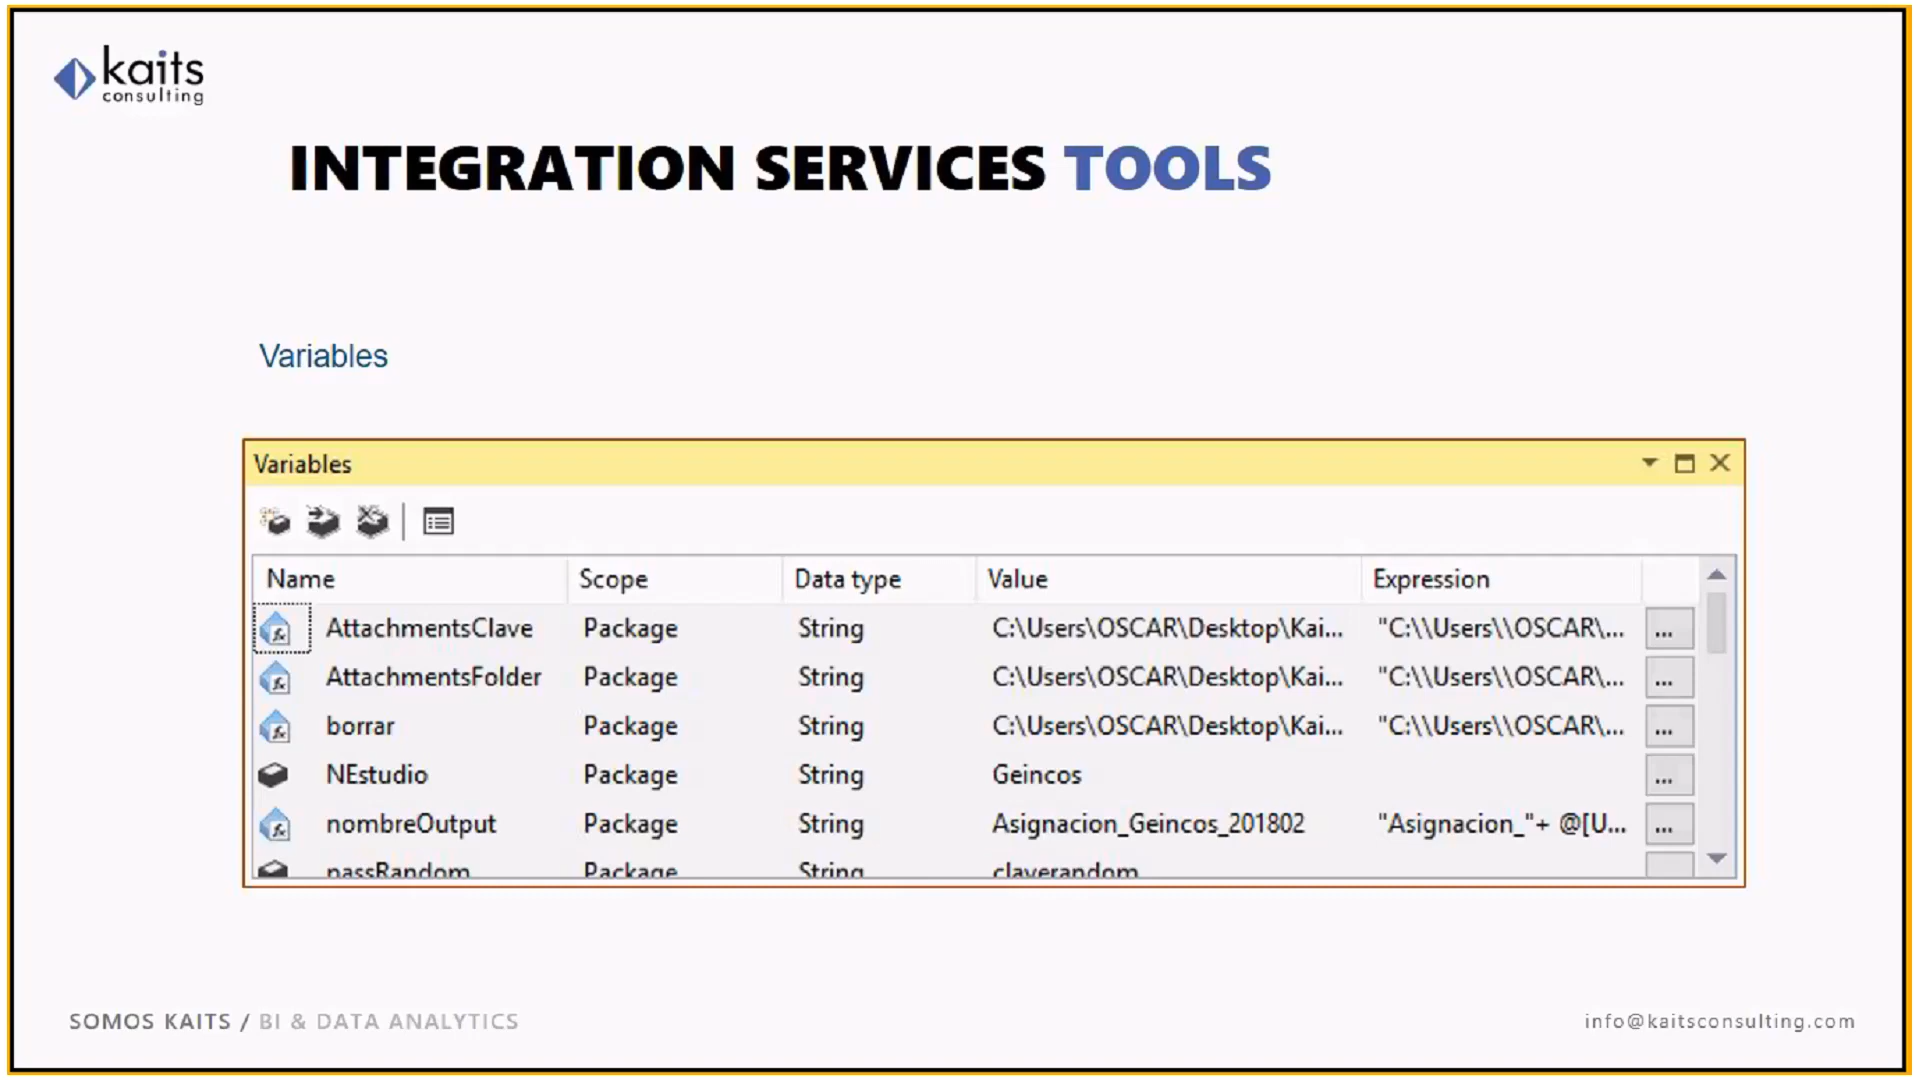 kaits
consulting
INTEGRATION SERVICES TOOLS
Variables
Variables
Name Scope Data type Value Expression
AttachmentsClave Package String C:\Users\OSCAR\Desktop\Kai... "C:\\Users\\OSCAR\... ...
AttachmentsFolder Package String C:\Users\OSCAR\Desktop\Kai... "C:\\Users\\OSCAR\... ...
borrar Package String C:\Users\OSCAR\Desktop\Kai... "C:\\Users\\OSCAR\... ...
NEstudio Package String Geincos ...
nombreOutput Package String Asignacion_Geincos_201802 "Asignacion_"+ @[U... ...
passRandom Package String claverandom
SOMOS KAITS / BI & DATA ANALYTICS
info@kaitsconsulting.com